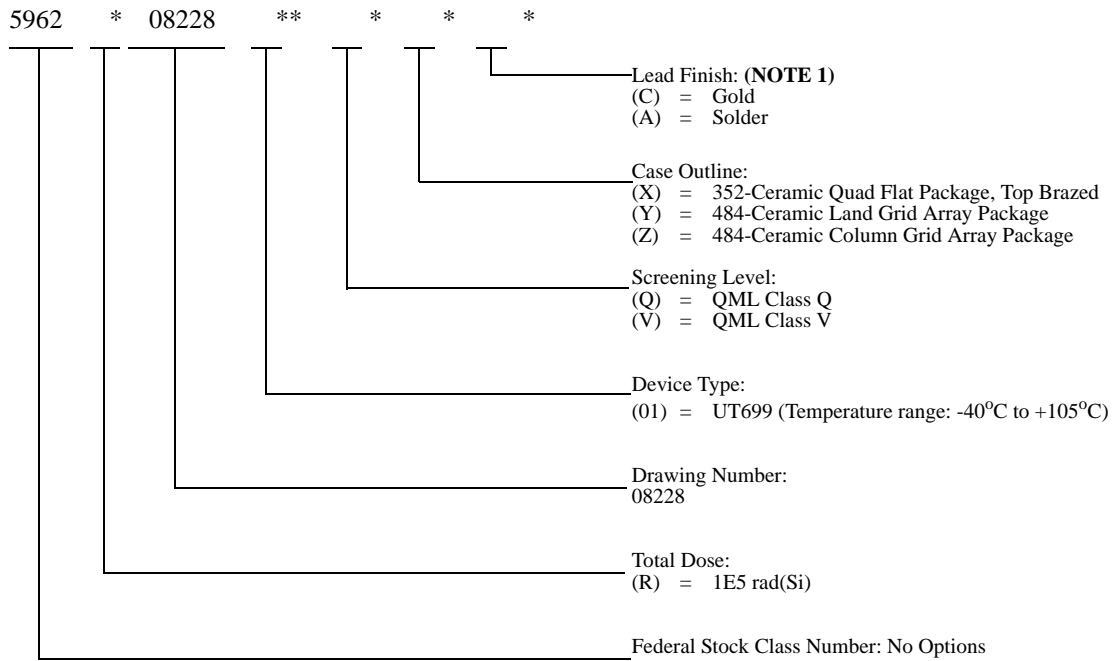 5962 * 08228 ** * * *
Lead Finish: (NOTE 1)
(C) = Gold
(A) = Solder
Case Outline:
(X) = 352-Ceramic Quad Flat Package, Top Brazed
(Y) = 484-Ceramic Land Grid Array Package
(Z) = 484-Ceramic Column Grid Array Package
Screening Level:
(Q) = QML Class Q
(V) = QML Class V
Device Type:
(01) = UT699 (Temperature range: -40°C to +105°C)
Drawing Number:
08228
Total Dose:
(R) = 1E5 rad(Si)
Federal Stock Class Number: No Options